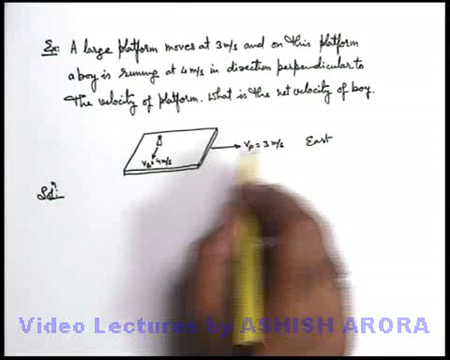 Ex: A large platform moves at 3m/s and on this platform
a boy is running at 4m/s in direction perpendicular to
the velocity of platform. What is the net velocity of boy.
vp = 3 m/s East
vB = 4m/s
Sol:
Video Lectures by ASHISH ARORA